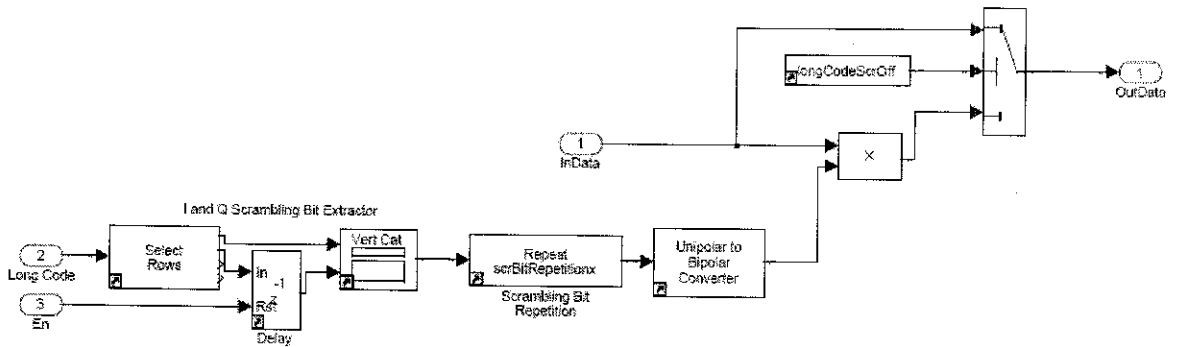 longCodeScrOff
1
OutData
1
InData
×
I and Q Scrambling Bit Extractor
2
Long Code
Select
Rows
In
-1
Z
Rst
Delay
3
En
Vert Cat
Repeat
scrBitRepetitionx
Scrambling Bit
Repetition
Unipolar to
Bipolar
Converter